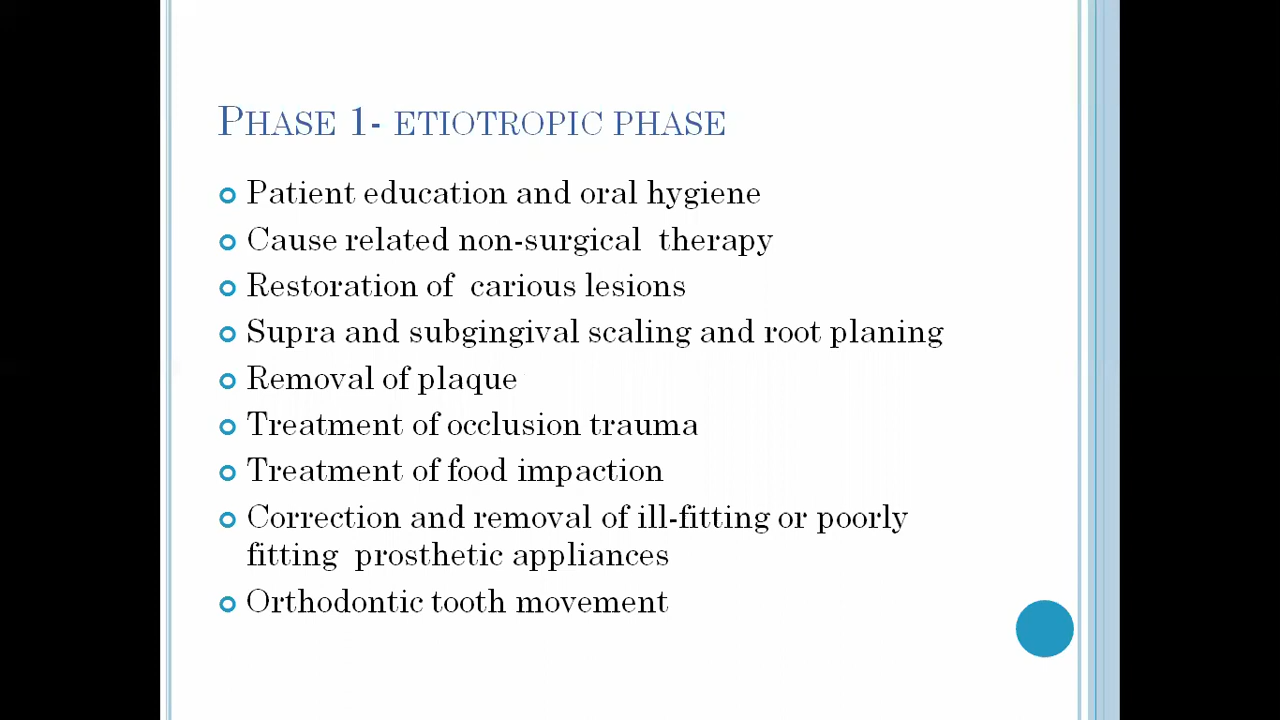 PHASE 1- ETIOTROPIC PHASE
Patient education and oral hygiene
Cause related non-surgical therapy
Restoration of carious lesions
Supra and subgingival scaling and root planing
Removal of plaque
Treatment of occlusion trauma
Treatment of food impaction
Correction and removal of ill-fitting or poorly
fitting prosthetic appliances
Orthodontic tooth movement